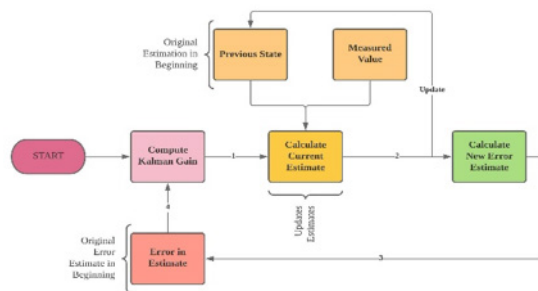 Original
Estimation in
Beginning
Previous State
Measured
Value
Update
START
Compute
Kalman Gain
1
Calculate
Current
Estimate
2
Calculate
New Error
Estimate
Updates
Estimates
4
Original
Error
Estimate in
Beginning
Error in
Estimate
3